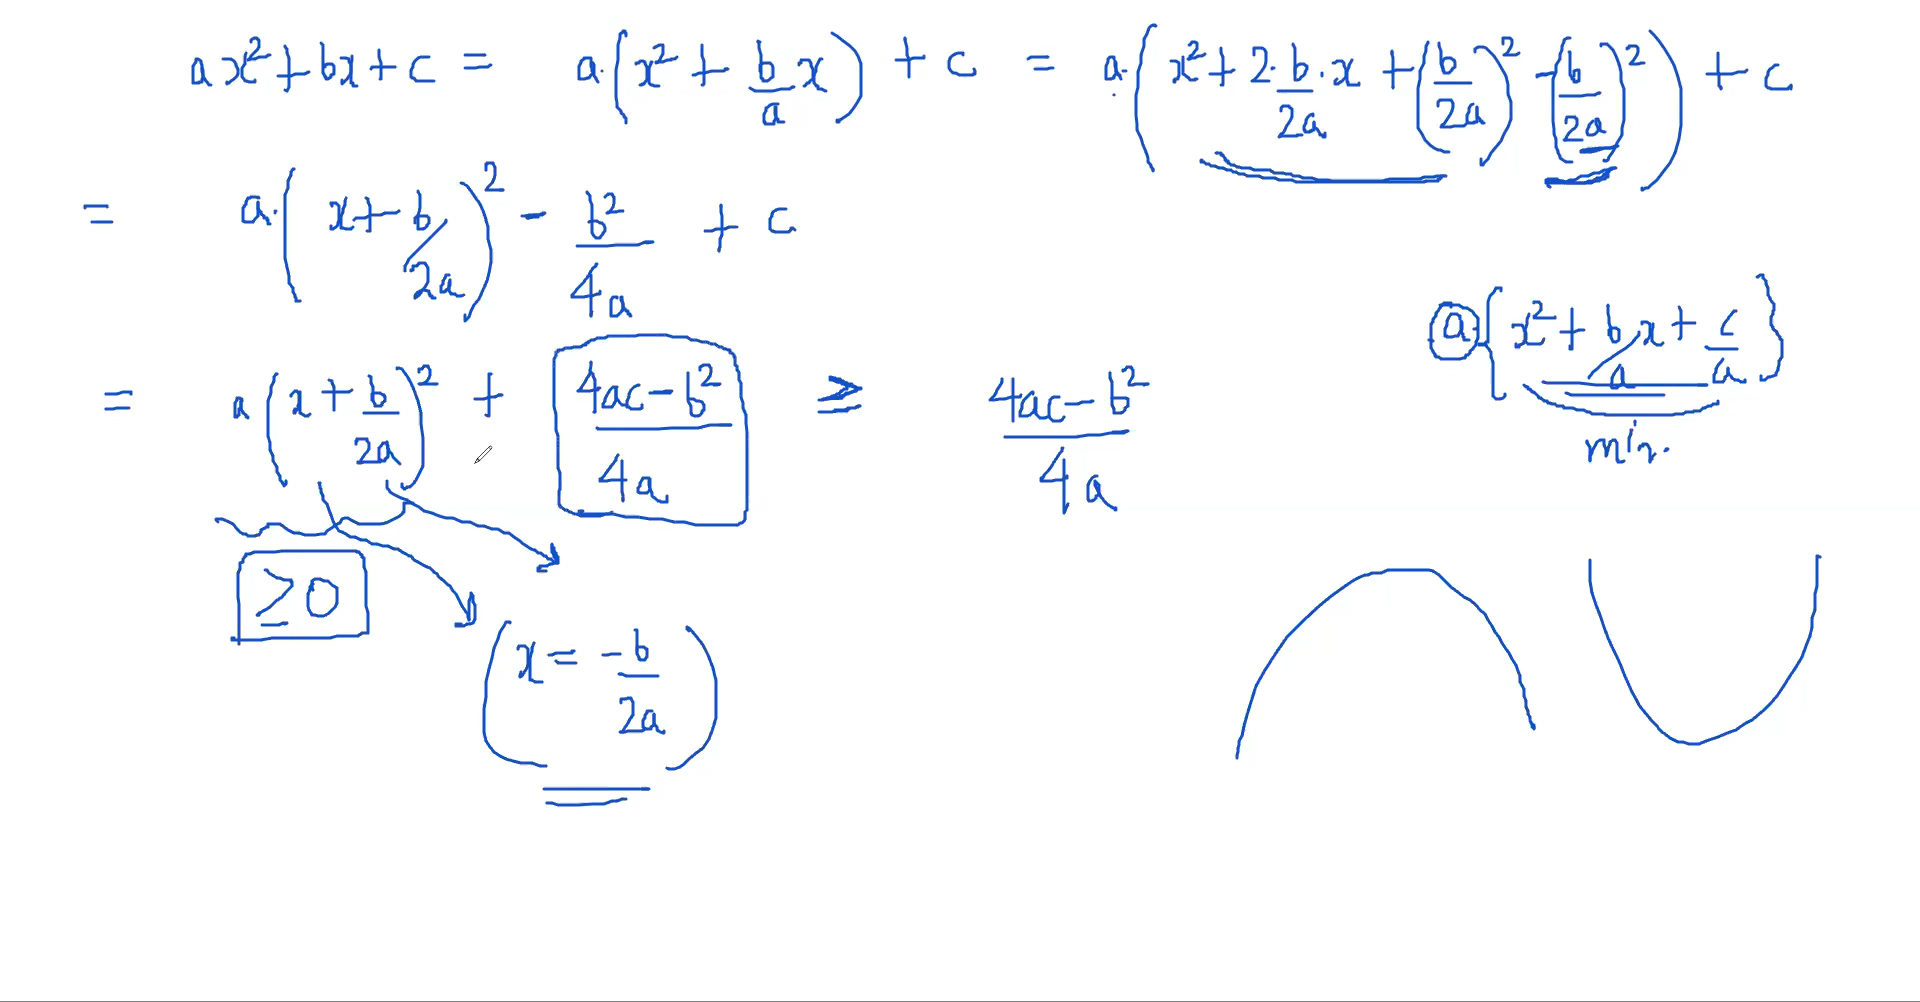 ax² + bx + c = a·(x² + b/a x) + c = a·(x² + 2·b/2a·x + (b/2a)² - (b/2a)²) + c
= a·(x + b/2a)² - b²/4a + c
a·{x² + b/a x + c/a}
min.
= a(x + b/2a)² + 4ac-b²/4a ≥ 4ac-b²/4a
≥0
(x = -b/2a)